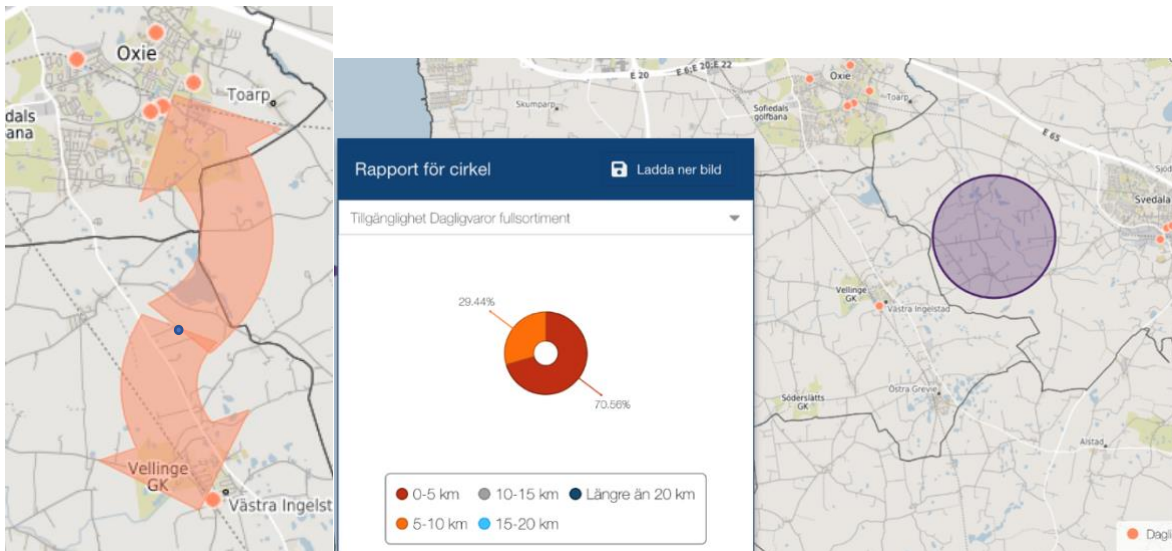 Oxie
Toarp
dals
ana
Vellinge
GK
Västra Ingelst
E 20
E 6;E 20;E 22
Oxie
Skumparp
Sofiedals
golfbana
Toarp
E 65
Rapport för cirkel
Ladda ner bild
Tillgänglighet Dagligvaror fullsortiment
Sjöd
Svedala
29.44%
70.56%
Vellinge
GK
Västra Ingelstad
Östra Grevie
Söderslätts
GK
Alstad
0-5 km
10-15 km
Längre än 20 km
5-10 km
15-20 km
Dagli